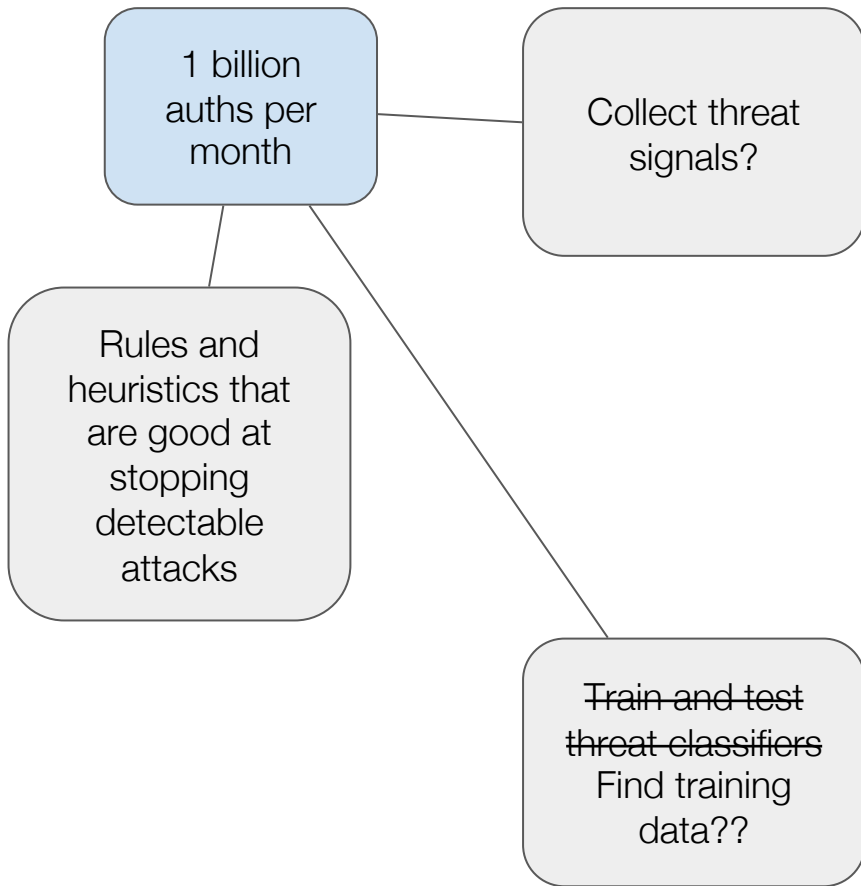 1 billion
auths per
month
Collect threat
signals?
Rules and
heuristics that
are good at
stopping
detectable
attacks
Train and test
threat classifiers
Find training
data??